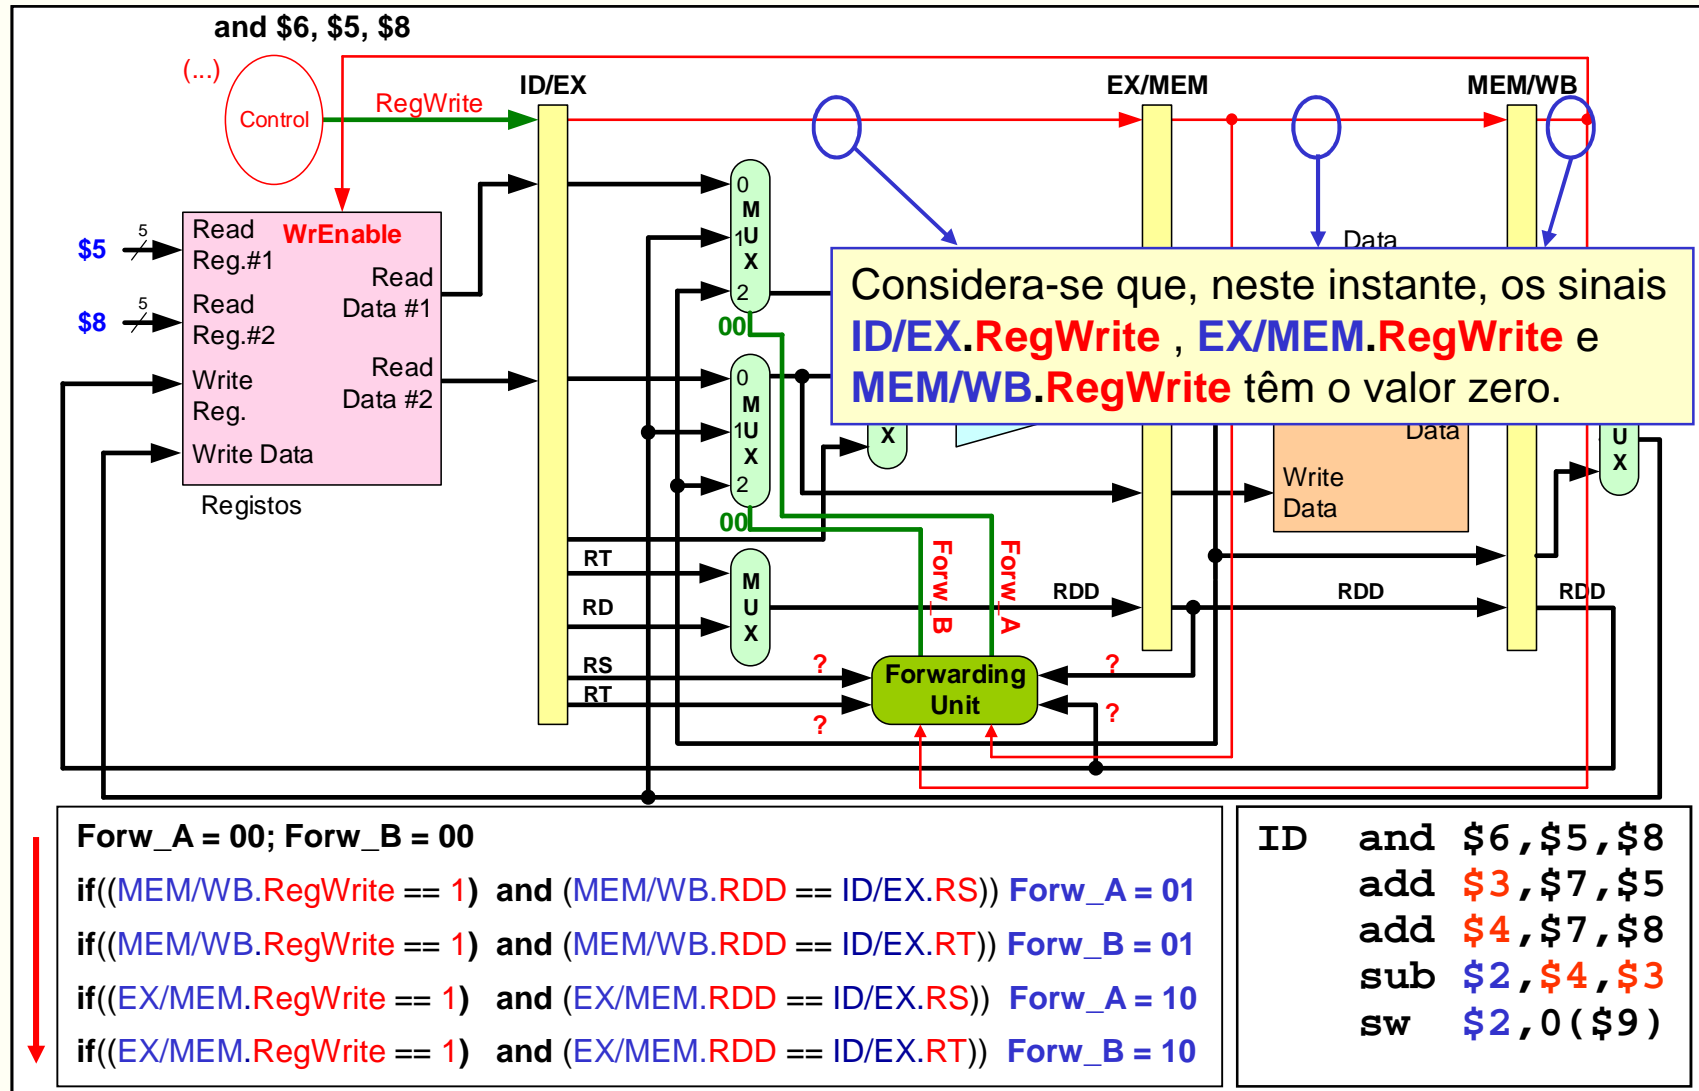 and $6, $5, $8
(...)
Control
RegWrite
ID/EX
EX/MEM
MEM/WB
$5
5
Read
Reg.#1
WrEnable
Read
Data #1
$8
5
Read
Reg.#2
Write
Reg.
Read
Data #2
Write Data
Registos
0
M
1U
X
2
00
0
M
1U
X
2
00
Data
Considera-se que, neste instante, os sinais
ID/EX.RegWrite , EX/MEM.RegWrite e
MEM/WB.RegWrite têm o valor zero.
X
Data
Write
Data
U
X
RT
RD
M
U
X
Forw_B
Forw_A
RDD
RDD
RDD
RS
RT
?
?
Forwarding
Unit
?
?
Forw_A = 00; Forw_B = 00
if((MEM/WB.RegWrite == 1) and (MEM/WB.RDD == ID/EX.RS)) Forw_A = 01
if((MEM/WB.RegWrite == 1) and (MEM/WB.RDD == ID/EX.RT)) Forw_B = 01
if((EX/MEM.RegWrite == 1) and (EX/MEM.RDD == ID/EX.RS)) Forw_A = 10
if((EX/MEM.RegWrite == 1) and (EX/MEM.RDD == ID/EX.RT)) Forw_B = 10
ID and $6,$5,$8
add $3,$7,$5
add $4,$7,$8
sub $2,$4,$3
sw $2,0($9)